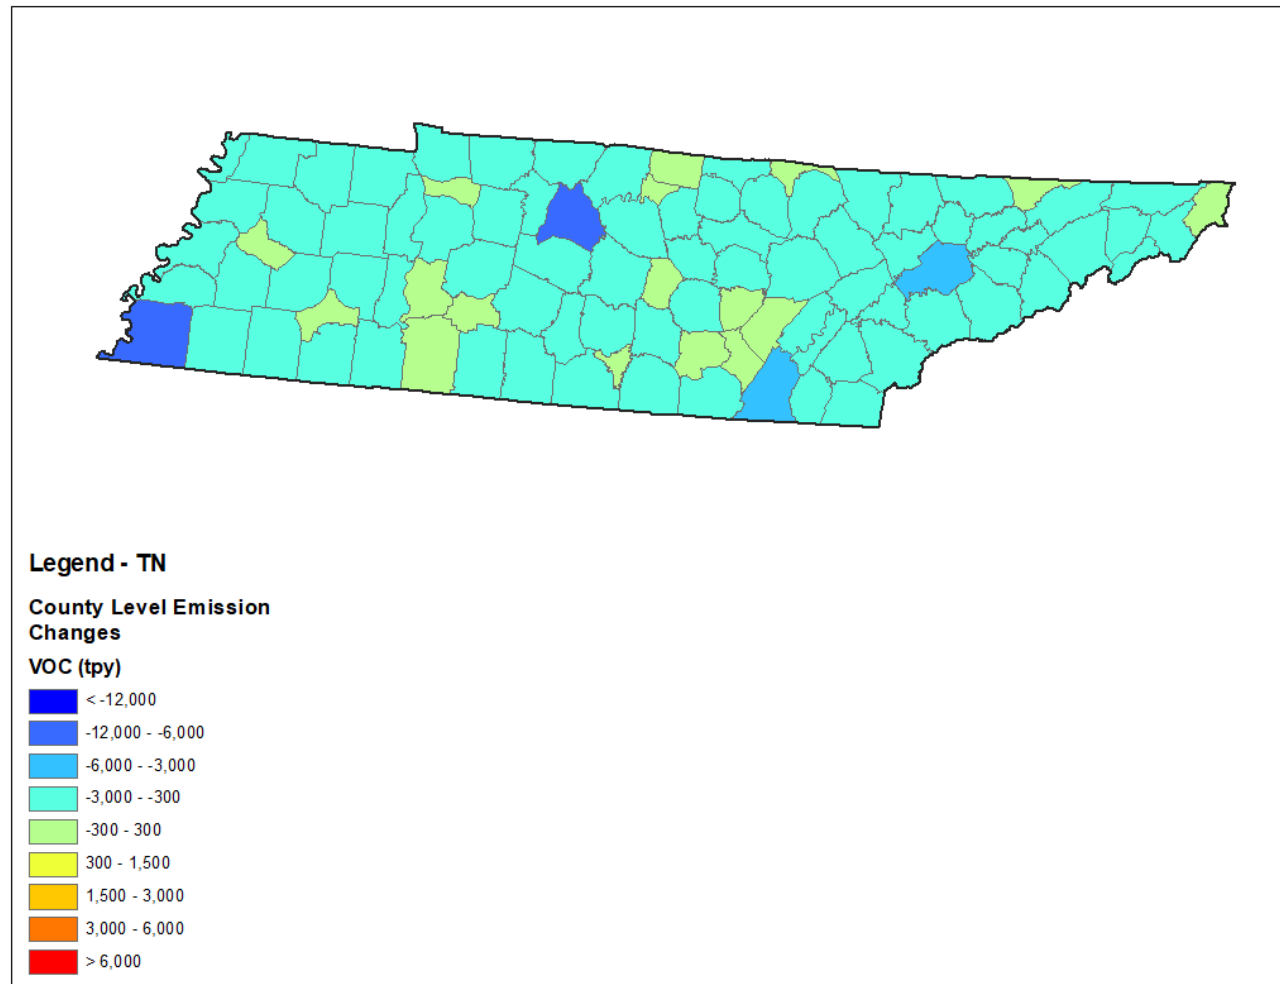 Legend - TN
County Level Emission
Changes
VOC (tpy)
< -12,000
-12,000 - -6,000
-6,000 - -3,000
-3,000 - -300
-300 - 300
300 - 1,500
1,500 - 3,000
3,000 - 6,000
> 6,000